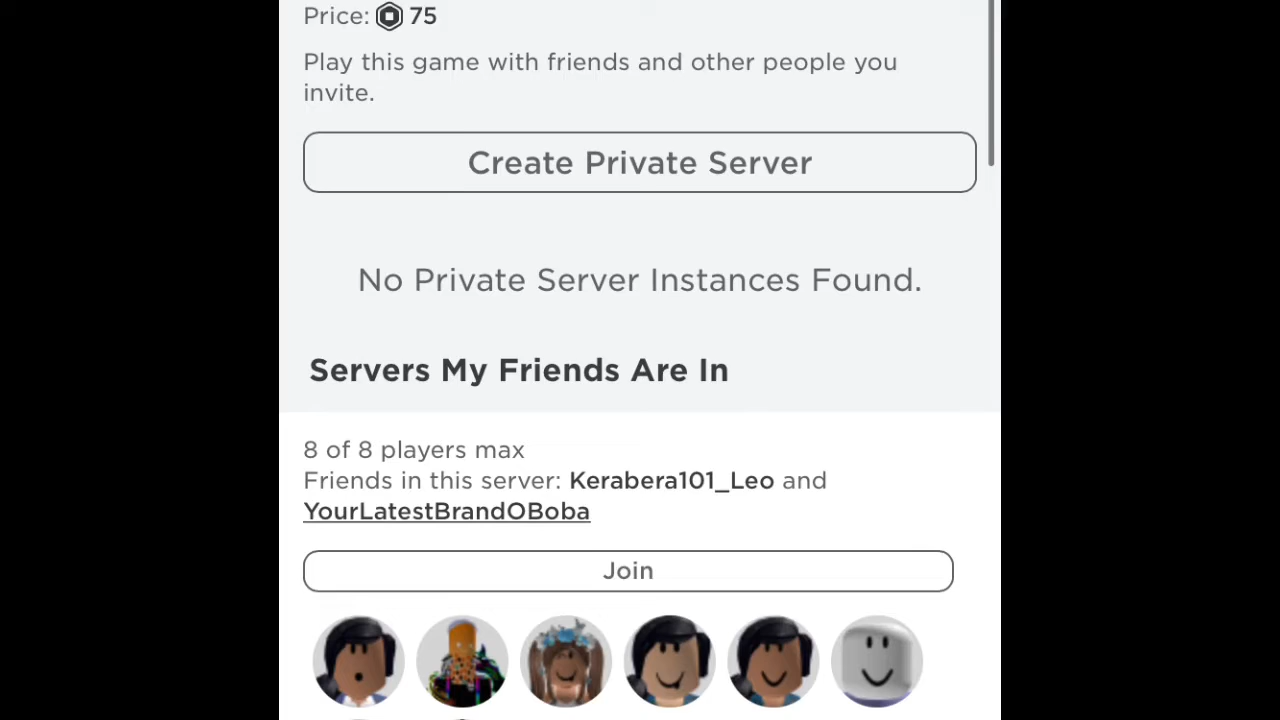 Price: 75
Play this game with friends and other people you
invite.
Create Private Server
No Private Server Instances Found.
Servers My Friends Are In
8 of 8 players max
Friends in this server: Kerabera101_Leo and
YourLatestBrandOBoba
Join